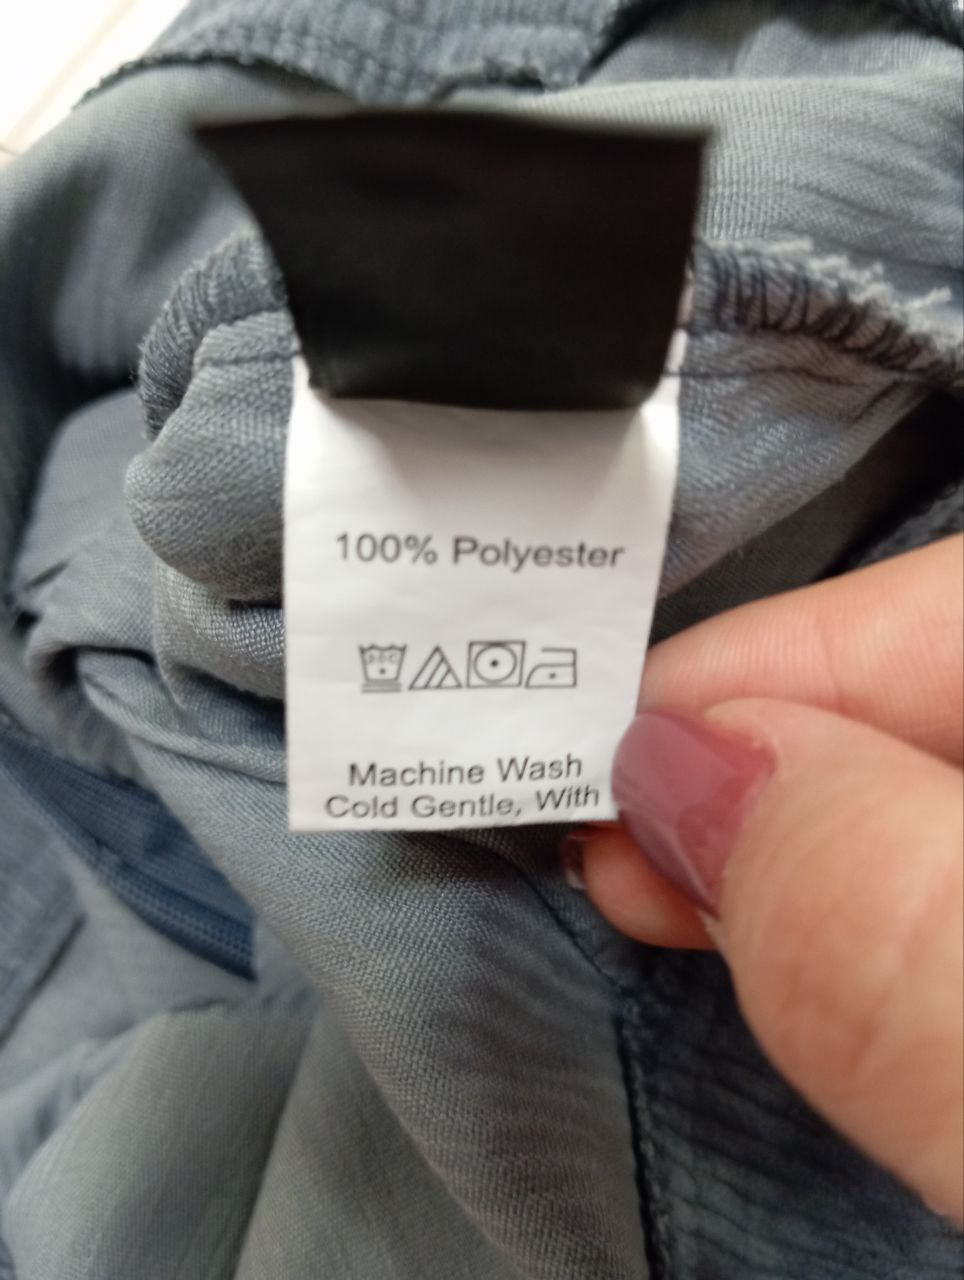 100% Polyester
Machine Wash
Cold Gentle, With